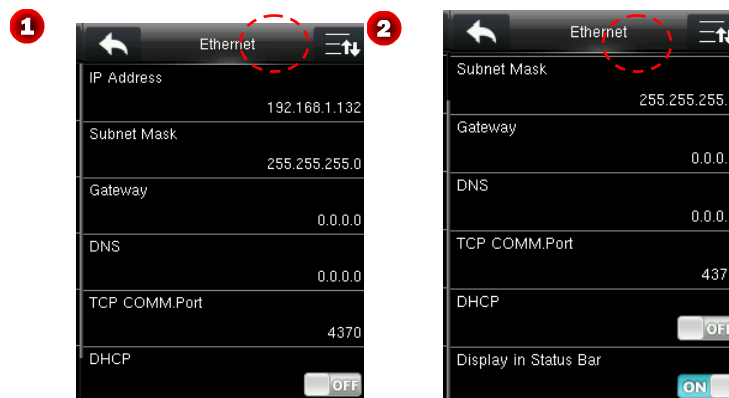 1
Ethernet
IP Address
192.168.1.132
Subnet Mask
255.255.255.0
Gateway
0.0.0.0
DNS
0.0.0.0
TCP COMM.Port
4370
DHCP
OFF
2
Ethernet
Subnet Mask
255.255.255.
Gateway
0.0.0.
DNS
0.0.0.
TCP COMM.Port
437
DHCP
OFF
Display in Status Bar
ON